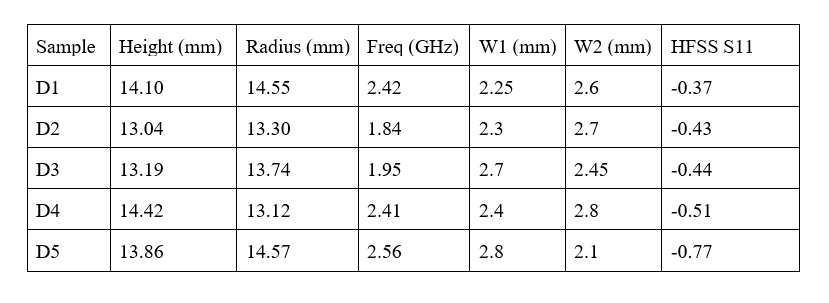 Sample Height (mm) Radius (mm) Freq (GHz) W1 (mm) W2 (mm) HFSS S11
D1 14.10 14.55 2.42 2.25 2.6 -0.37
D2 13.04 13.30 1.84 2.3 2.7 -0.43
D3 13.19 13.74 1.95 2.7 2.45 -0.44
D4 14.42 13.12 2.41 2.4 2.8 -0.51
D5 13.86 14.57 2.56 2.8 2.1 -0.77